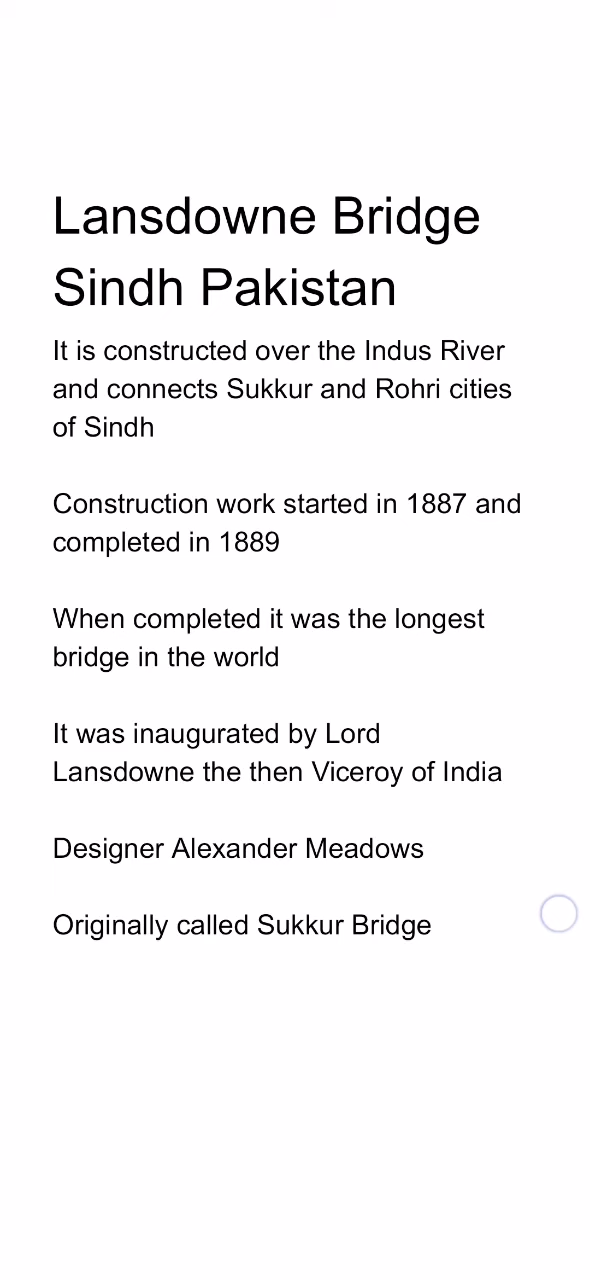 Lansdowne Bridge
Sindh Pakistan
It is constructed over the Indus River
and connects Sukkur and Rohri cities
of Sindh
Construction work started in 1887 and
completed in 1889
When completed it was the longest
bridge in the world
It was inaugurated by Lord
Lansdowne the then Viceroy of India
Designer Alexander Meadows
Originally called Sukkur Bridge